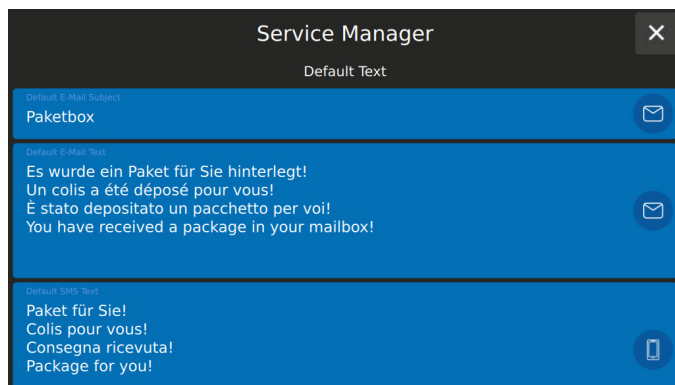 Service Manager
Default Text
Default E-Mail Subject
Paketbox
Default E-Mail Text
Es wurde ein Paket für Sie hinterlegt!
Un colis a été déposé pour vous!
È stato depositato un pacchetto per voi!
You have received a package in your mailbox!
Default SMS Text
Paket für Sie!
Colis pour vous!
Consegna ricevuta!
Package for you!